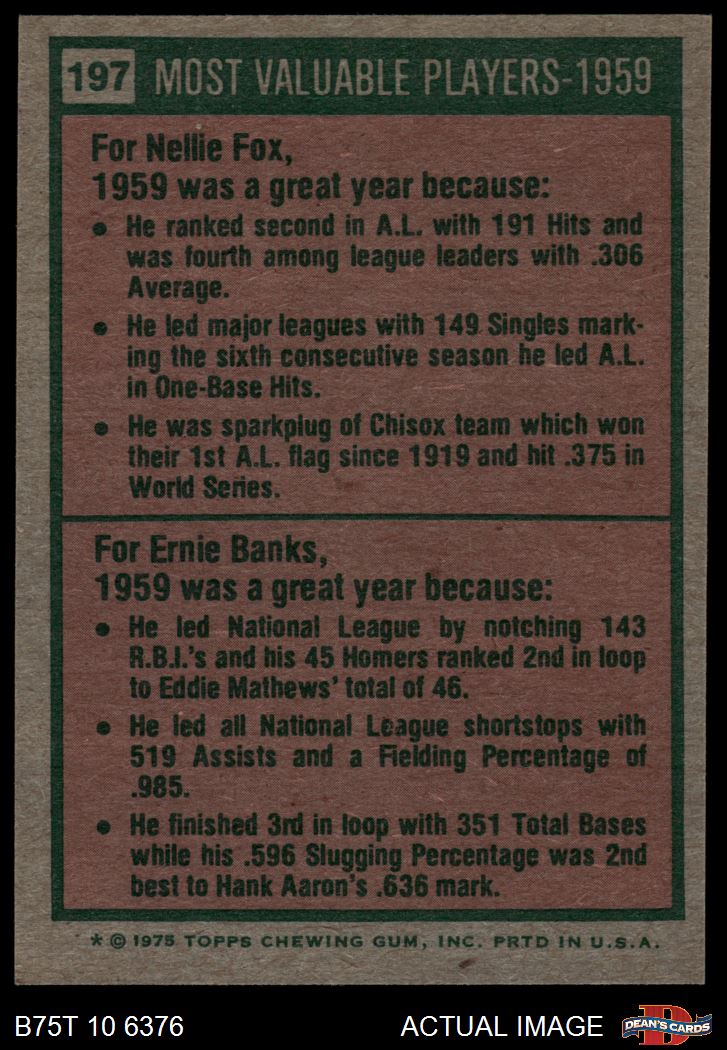 197 MOST VALUABLE PLAYERS-1959
For Nellie Fox,
1959 was a great year because:
● He ranked second in A.L. with 191 Hits and
was fourth among league leaders with .306
Average.
● He led major leagues with 149 Singles mark-
ing the sixth consecutive season he led A.L.
in One-Base Hits.
● He was sparkplug of Chisox team which won
their 1st A.L. flag since 1919 and hit .375 in
World Series.
For Ernie Banks,
1959 was a great year because:
● He led National League by notching 143
R.B.I.'s and his 45 Homers ranked 2nd in loop
to Eddie Mathews' total of 46.
● He led all National League shortstops with
519 Assists and a Fielding Percentage of
.985.
● He finished 3rd in loop with 351 Total Bases
while his .596 Slugging Percentage was 2nd
best to Hank Aaron's .636 mark.
* © 1975 TOPPS CHEWING GUM, INC. PRTD IN U.S.A.
B75T 10 6376 ACTUAL IMAGE D DEAN'S CARDS